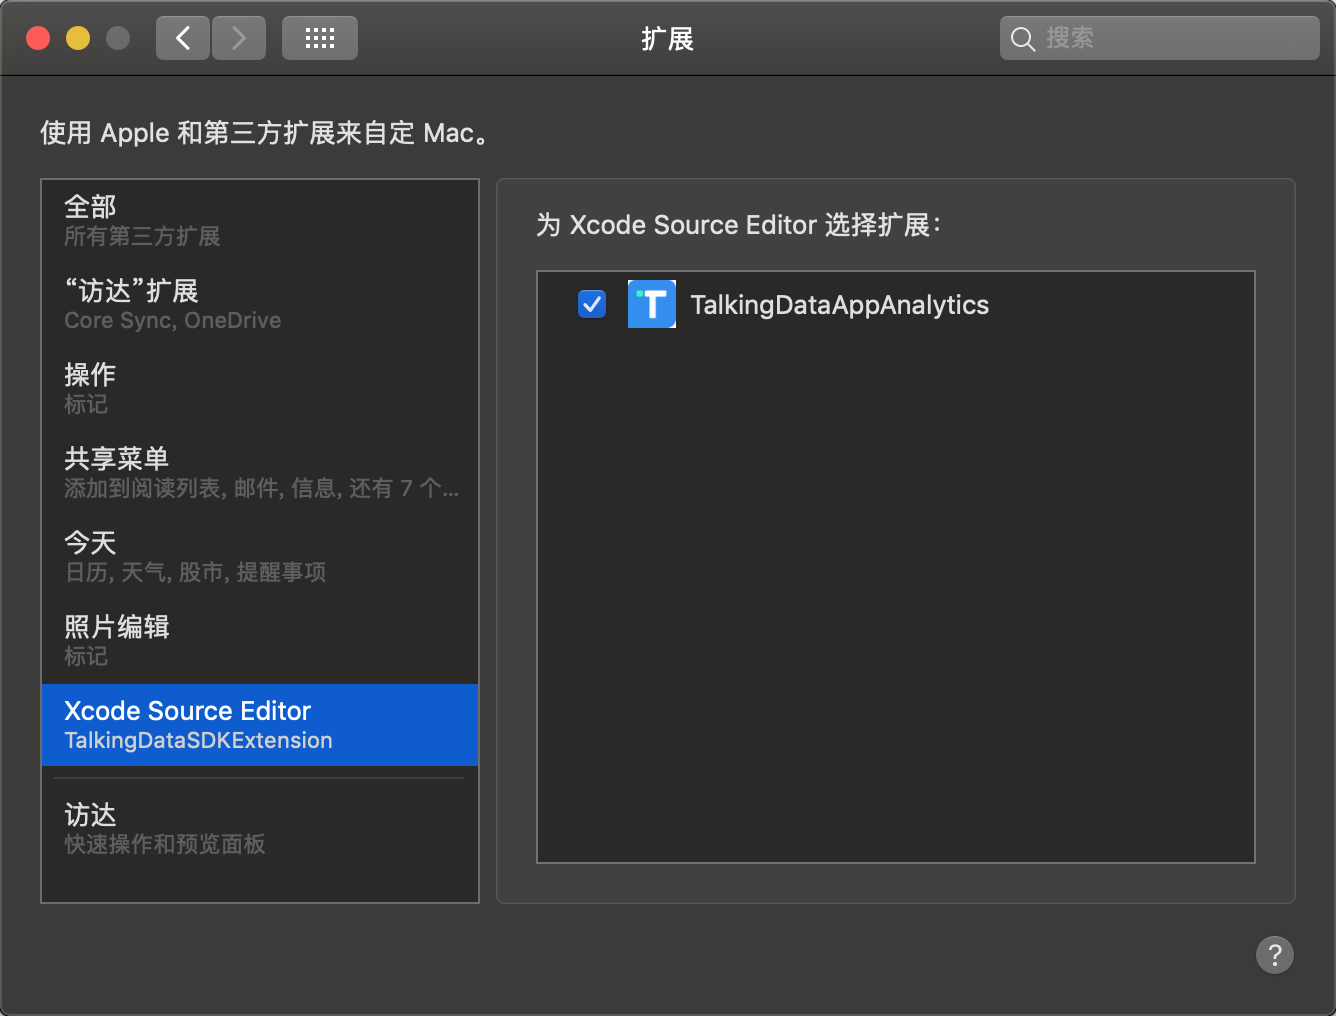 扩展
搜索
使用 Apple 和第三方扩展来自定 Mac。
全部
所有第三方扩展
“访达”扩展
Core Sync, OneDrive
操作
标记
共享菜单
添加到阅读列表, 邮件, 信息, 还有 7 个...
今天
日历, 天气, 股市, 提醒事项
照片编辑
标记
Xcode Source Editor
TalkingDataSDKExtension
访达
快速操作和预览面板
为 Xcode Source Editor 选择扩展：
T TalkingDataAppAnalytics
?